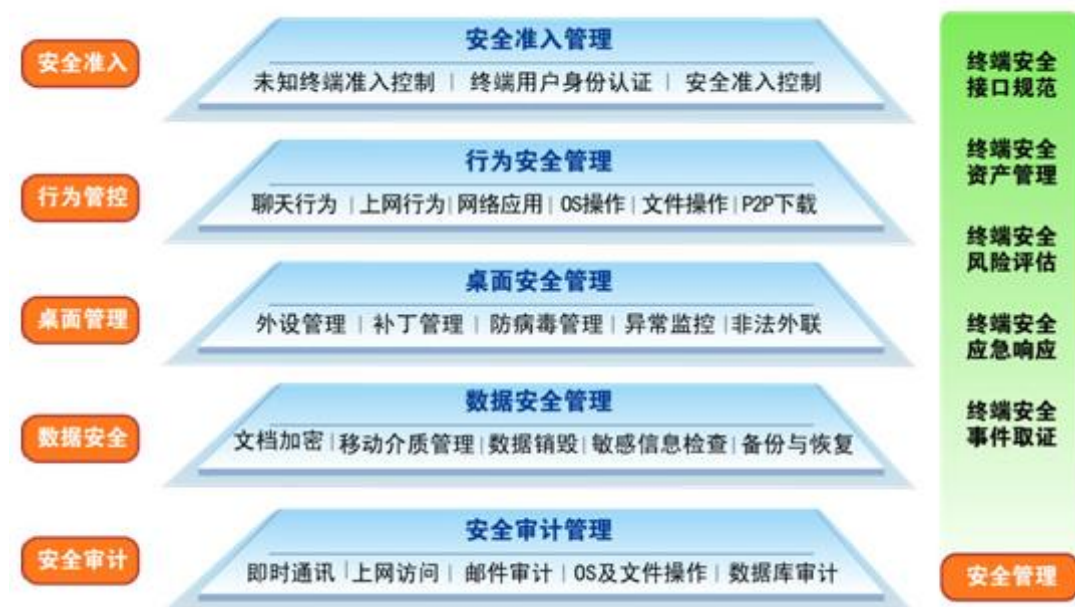 安全准入
安全准入管理
未知终端准入控制 | 终端用户身份认证 | 安全准入控制
行为管控
行为安全管理
聊天行为 | 上网行为 | 网络应用 | OS操作 | 文件操作 | P2P下载
桌面管理
桌面安全管理
外设管理 | 补丁管理 | 防病毒管理 | 异常监控 | 非法外联
数据安全
数据安全管理
文档加密 | 移动介质管理 | 数据销毁 | 敏感信息检查 | 备份与恢复
安全审计
安全审计管理
即时通讯 | 上网访问 | 邮件审计 | OS及文件操作 | 数据库审计
终端安全
接口规范
终端安全
资产管理
终端安全
风险评估
终端安全
应急响应
终端安全
事件取证
安全管理